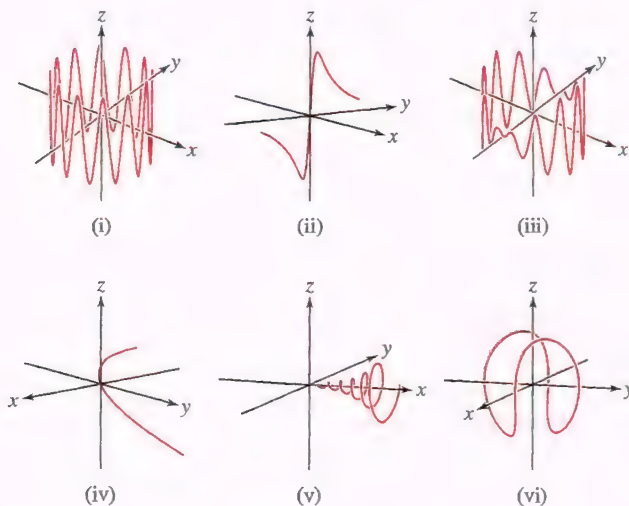 z z z
y y
y
x
x x
(i) (ii) (iii)
z z z
y
x x y
y x
(iv) (v) (vi)